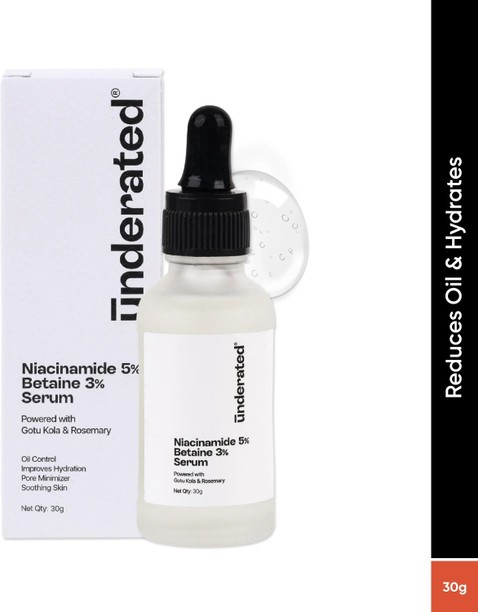 ūnderated®
Niacinamide 5%
Betaine 3%
Serum
Powered with
Gotu Kola & Rosemary
Oil Control
Improves Hydration
Pore Minimizer
Soothing Skin
Net Qty: 30g
ūnderated®
Niacinamide 5%
Betaine 3%
Serum
Powered with
Gotu Kola & Rosemary
Net Qty: 30g
Reduces Oil & Hydrates
30g